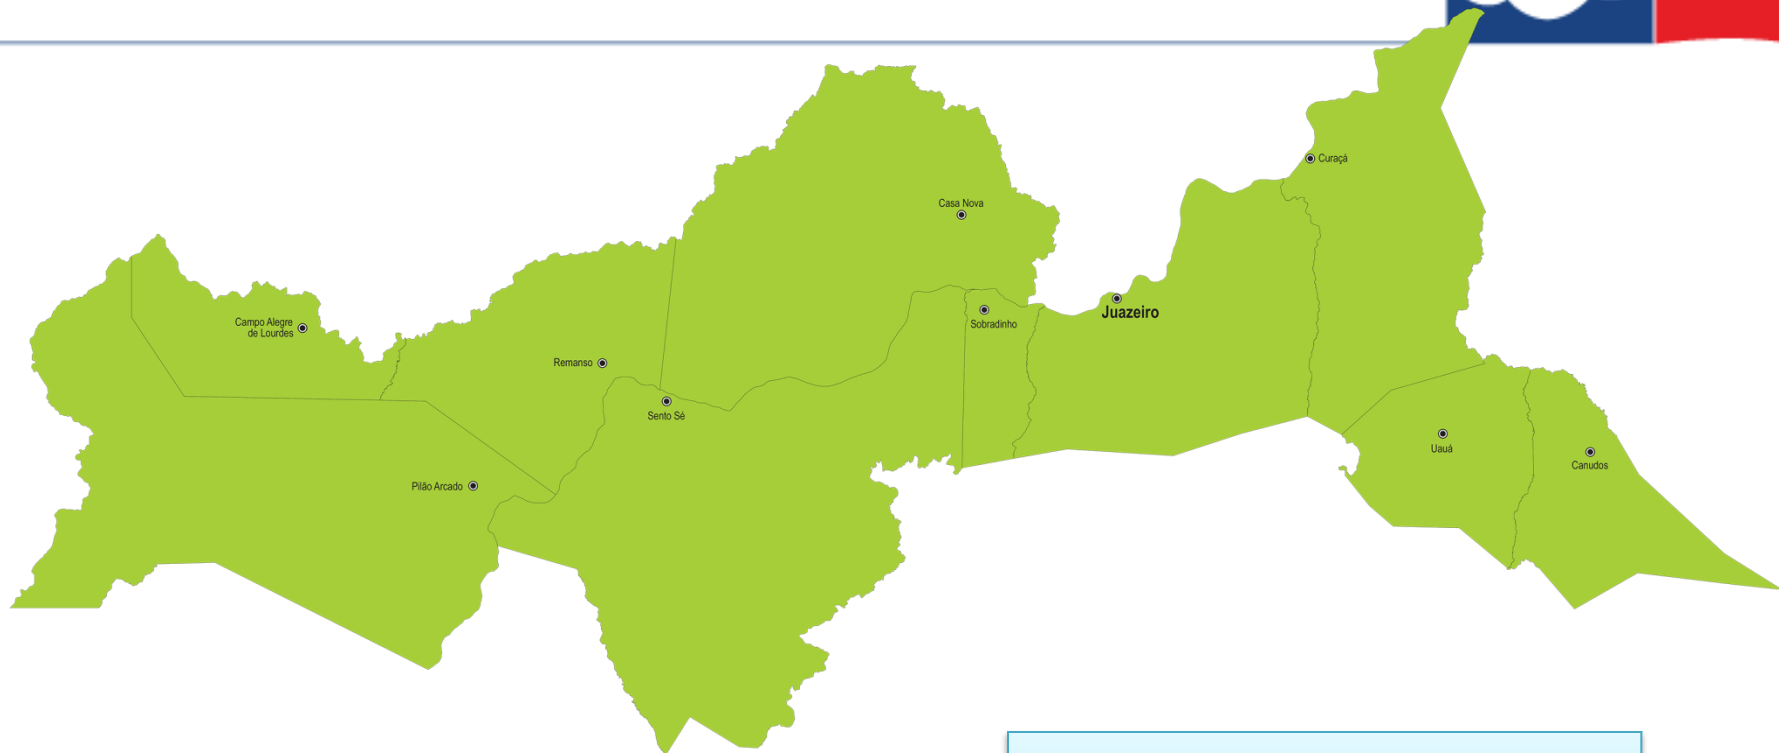 Curaçá
Casa Nova
Juazeiro
Sobradinho
Campo Alegre
de Lourdes
Remanso
Sento Sé
Uauá
Canudos
Pilão Arcado